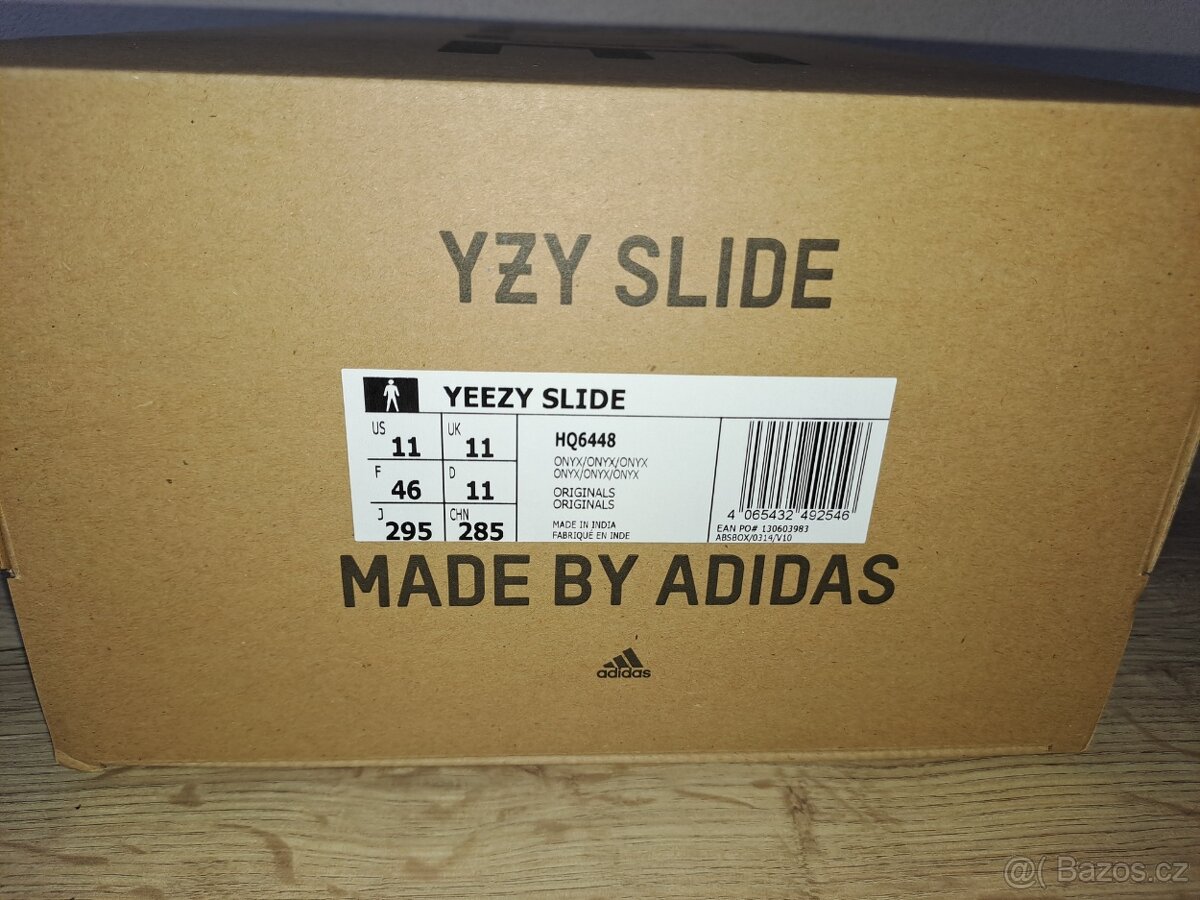 YZY SLIDE
YEEZY SLIDE
US 11 UK 11
F 46 D 11
J 295 CHN 285
HQ6448
ONYX/ONYX/ONYX
ONYX/ONYX/ONYX
ORIGINALS
ORIGINALS
MADE IN INDIA
FABRIQUÉ EN INDE
4 065432 492546
EAN PO# 130603983
ABSBOX/0314/V10
MADE BY ADIDAS
adidas
@( Bazos.cz